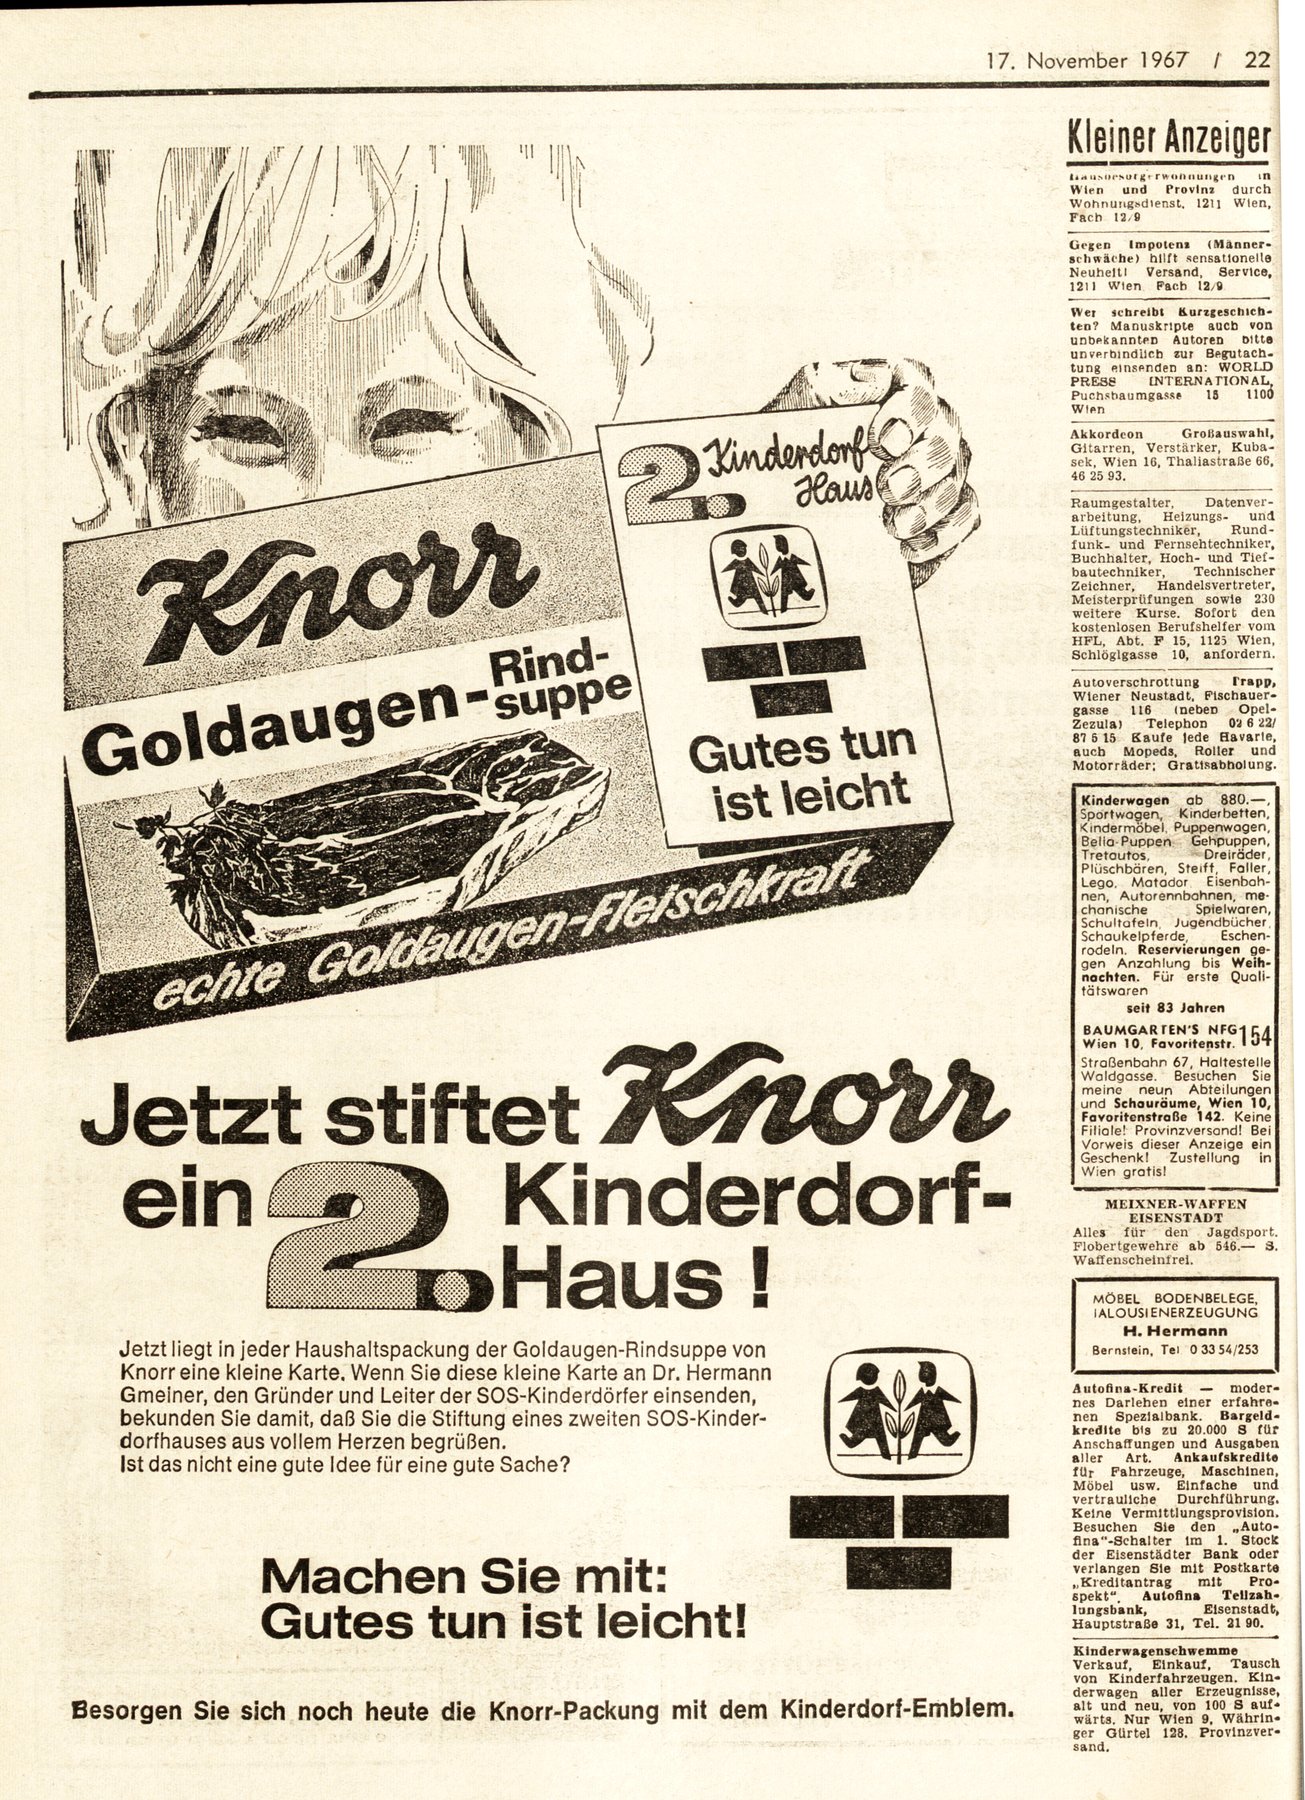 17. November 1967 / 22
2. Kinderdorf
Haus
Knorr
Goldaugen-Rind-
suppe
Gutes tun
ist leicht
echte Goldaugen-Fleischkraft
Jetzt stiftet Knorr
ein 2. Kinderdorf-
Haus !
Jetzt liegt in jeder Haushaltspackung der Goldaugen-Rindsuppe von
Knorr eine kleine Karte. Wenn Sie diese kleine Karte an Dr. Hermann
Gmeiner, den Gründer und Leiter der SOS-Kinderdörfer einsenden,
bekunden Sie damit, daß Sie die Stiftung eines zweiten SOS-Kinder-
dorfhauses aus vollem Herzen begrüßen.
Ist das nicht eine gute Idee für eine gute Sache?
Machen Sie mit:
Gutes tun ist leicht!
Besorgen Sie sich noch heute die Knorr-Packung mit dem Kinderdorf-Emblem.
Kleiner Anzeiger
in
Wien und Provinz durch
Wohnungsdienst, 1211 Wien,
Fach 12/9
Gegen Impotenz (Männer-
schwäche) hilft sensationelle
Neuheit! Versand, Service,
1211 Wien Fach 12/9
Wer schreibt Kurzgeschich-
ten? Manuskripte auch von
unbekannten Autoren bitte
unverbindlich zur Begutach-
tung einsenden an: WORLD
PRESS INTERNATIONAL,
Puchsbaumgasse 15 1100
Wien
Akkordeon Großauswahl,
Gitarren, Verstärker, Kuba-
sek, Wien 16, Thaliastraße 66,
46 25 93.
Raumgestalter, Datenver-
arbeitung, Heizungs- und
Lüftungstechniker, Rund-
funk- und Fernsehtechniker,
Buchhalter, Hoch- und Tief-
bautechniker, Technischer
Zeichner, Handelsvertreter,
Meisterprüfungen sowie 230
weitere Kurse. Sofort den
kostenlosen Berufshelfer vom
HFL, Abt. F 15, 1125 Wien,
Schlöglgasse 10, anfordern.
Autoverschrottung Trapp,
Wiener Neustadt, Fischauer-
gasse 116 (neben Opel-
Zezula) Telephon 02 6 22/
87 5 15 Kaufe jede Havarie,
auch Mopeds, Roller und
Motorräder; Gratisabholung.
Kinderwagen ab 880.—,
Sportwagen, Kinderbetten,
Kindermöbel, Puppenwagen,
Bella-Puppen Gehpuppen,
Tretautos, Dreiräder,
Plüschbären, Steiff, Faller,
Lego, Matador Eisenbah-
nen, Autorennbahnen, me-
chanische Spielwaren,
Schultafeln, Jugendbücher,
Schaukelpferde, Eschen-
rodeln. Reservierungen ge-
gen Anzahlung bis Weih-
nachten. Für erste Quali-
tätswaren
seit 83 Jahren
BAUMGARTEN'S NFG
Wien 10, Favoritenstr. 154
Straßenbahn 67, Haltestelle
Waldgasse. Besuchen Sie
meine neun Abteilungen
und Schauräume, Wien 10,
Favoritenstraße 142. Keine
Filiale! Provinzversand! Bei
Vorweis dieser Anzeige ein
Geschenk! Zustellung in
Wien gratis!
MEIXNER-WAFFEN
EISENSTADT
Alles für den Jagdsport.
Flobertgewehre ab 546.— S.
Waffenscheinfrei.
MÖBEL BODENBELEGE,
JALOUSIENERZEUGUNG
H. Hermann
Bernstein, Tel 0 33 54/253
Autofina-Kredit — moder-
nes Darlehen einer erfahre-
nen Spezialbank. Bargeld-
kredite bis zu 20.000 S für
Anschaffungen und Ausgaben
aller Art. Ankaufskredite
für Fahrzeuge, Maschinen,
Möbel usw. Einfache und
vertrauliche Durchführung.
Keine Vermittlungsprovision.
Besuchen Sie den „Auto-
fina“-Schalter im 1. Stock
der Eisenstädter Bank oder
verlangen Sie mit Postkarte
„Kreditantrag mit Pro-
spekt“. Autofina Teilzah-
lungsbank, Eisenstadt,
Hauptstraße 31, Tel. 21 90.
Kinderwagenschwemme
Verkauf, Einkauf, Tausch
von Kinderfahrzeugen. Kin-
derwagen aller Erzeugnisse,
alt und neu, von 100 S auf-
wärts. Nur Wien 9, Währin-
ger Gürtel 128. Provinzver-
sand.